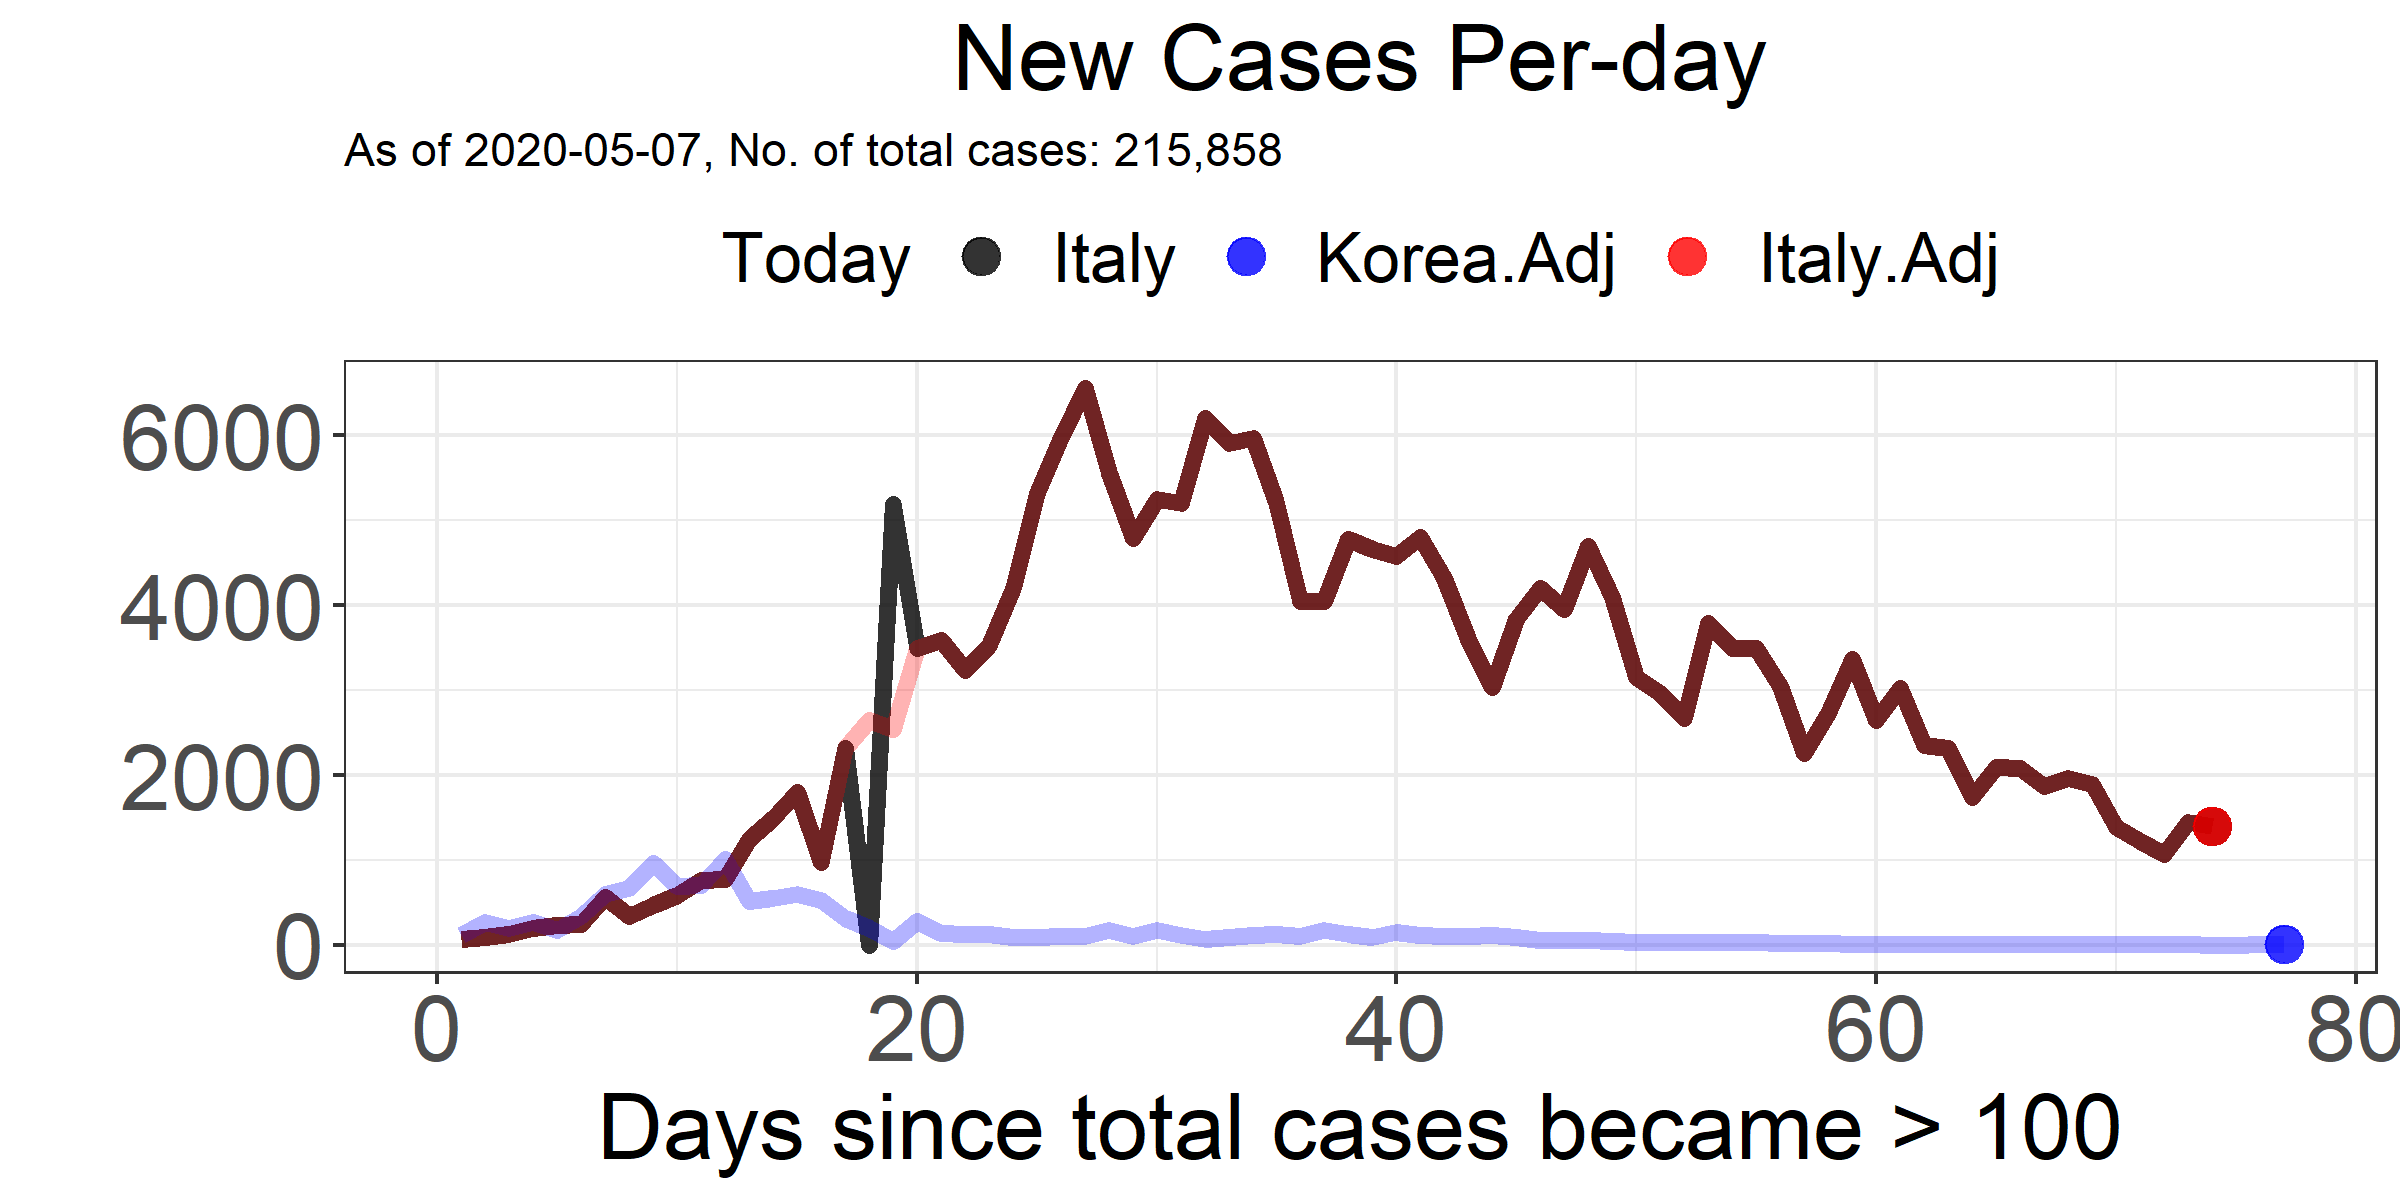 New Cases Per-day
As of 2020-05-07, No. of total cases: 215,858
Today Italy Korea.Adj Italy.Adj
6000
4000
2000
0
0 20 40 60 80
Days since total cases became > 100